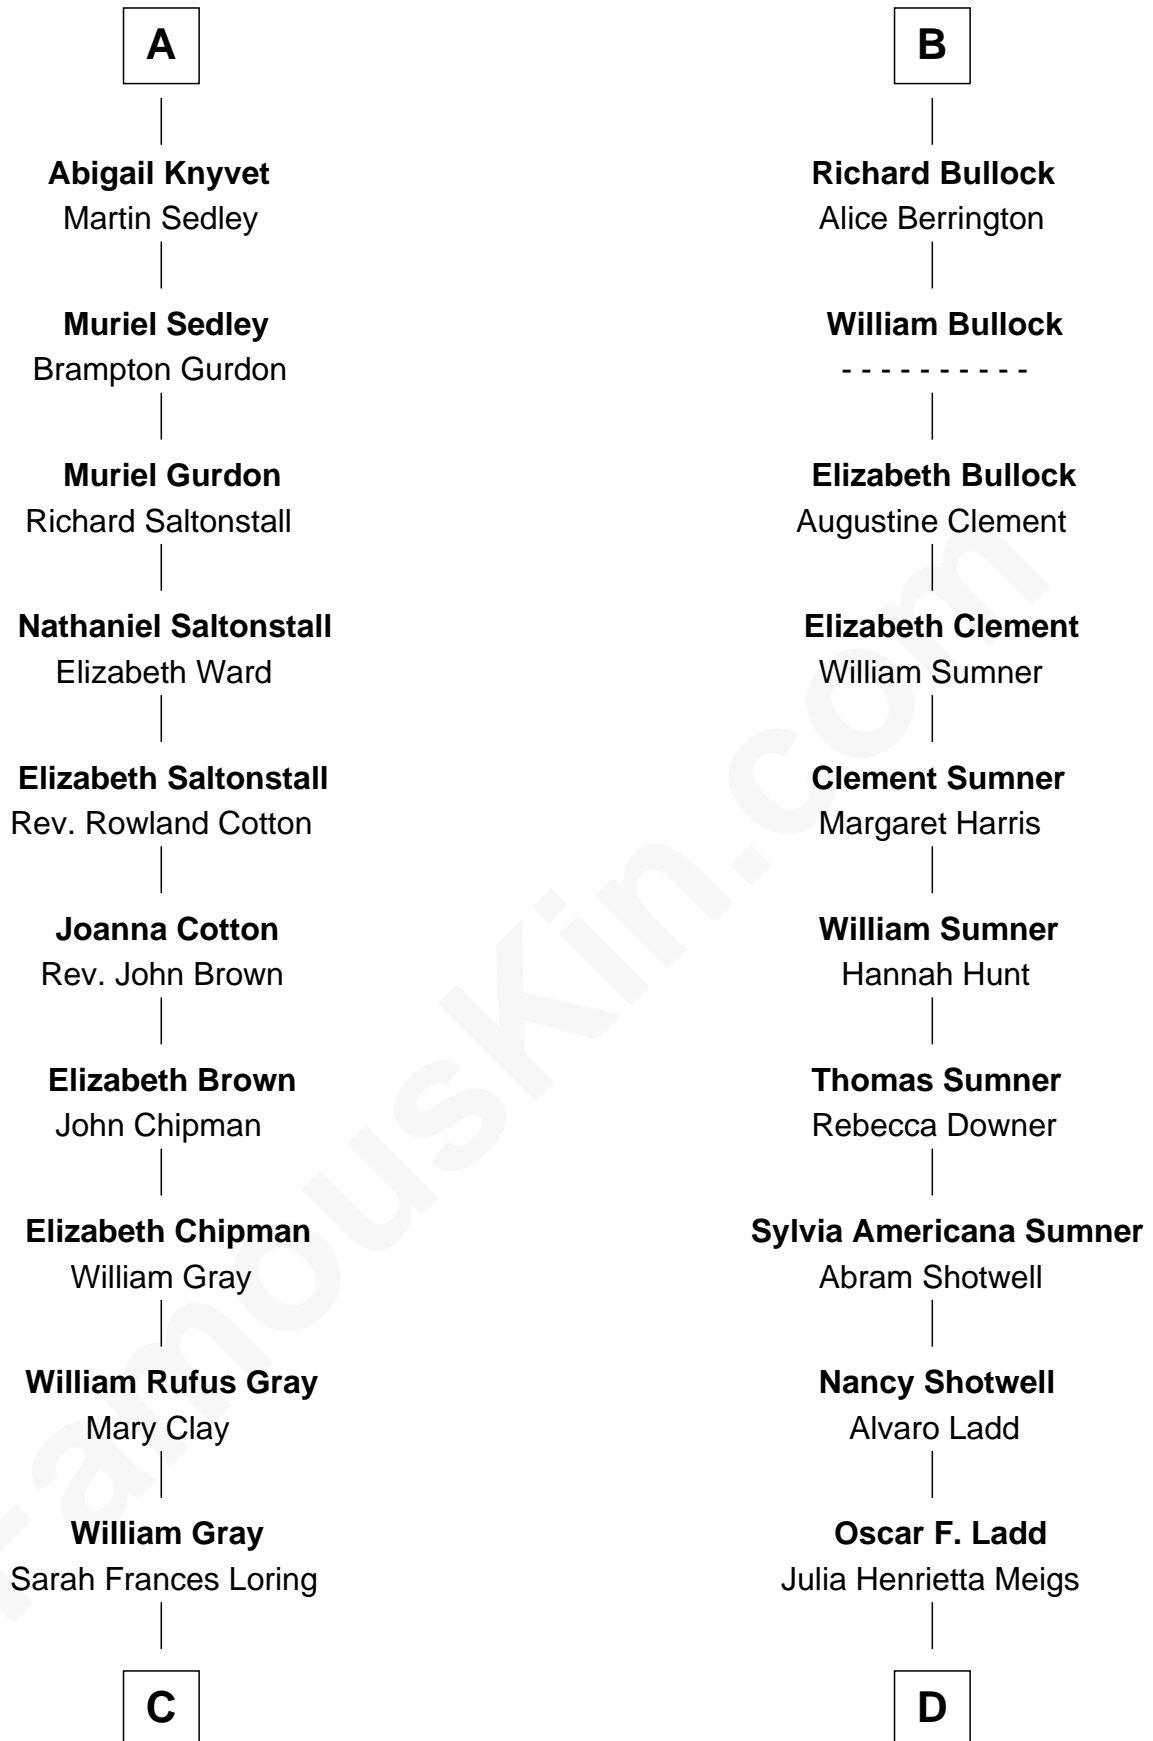 A
Abigail Knyvet
Martin Sedley
Muriel Sedley
Brampton Gurdon
Muriel Gurdon
Richard Saltonstall
Nathaniel Saltonstall
Elizabeth Ward
Elizabeth Saltonstall
Rev. Rowland Cotton
Joanna Cotton
Rev. John Brown
Elizabeth Brown
John Chipman
Elizabeth Chipman
William Gray
William Rufus Gray
Mary Clay
William Gray
Sarah Frances Loring
C
B
Richard Bullock
Alice Berrington
William Bullock
- - - - - - - - - -
Elizabeth Bullock
Augustine Clement
Elizabeth Clement
William Sumner
Clement Sumner
Margaret Harris
William Sumner
Hannah Hunt
Thomas Sumner
Rebecca Downer
Sylvia Americana Sumner
Abram Shotwell
Nancy Shotwell
Alvaro Ladd
Oscar F. Ladd
Julia Henrietta Meigs
D
FamousKin.com